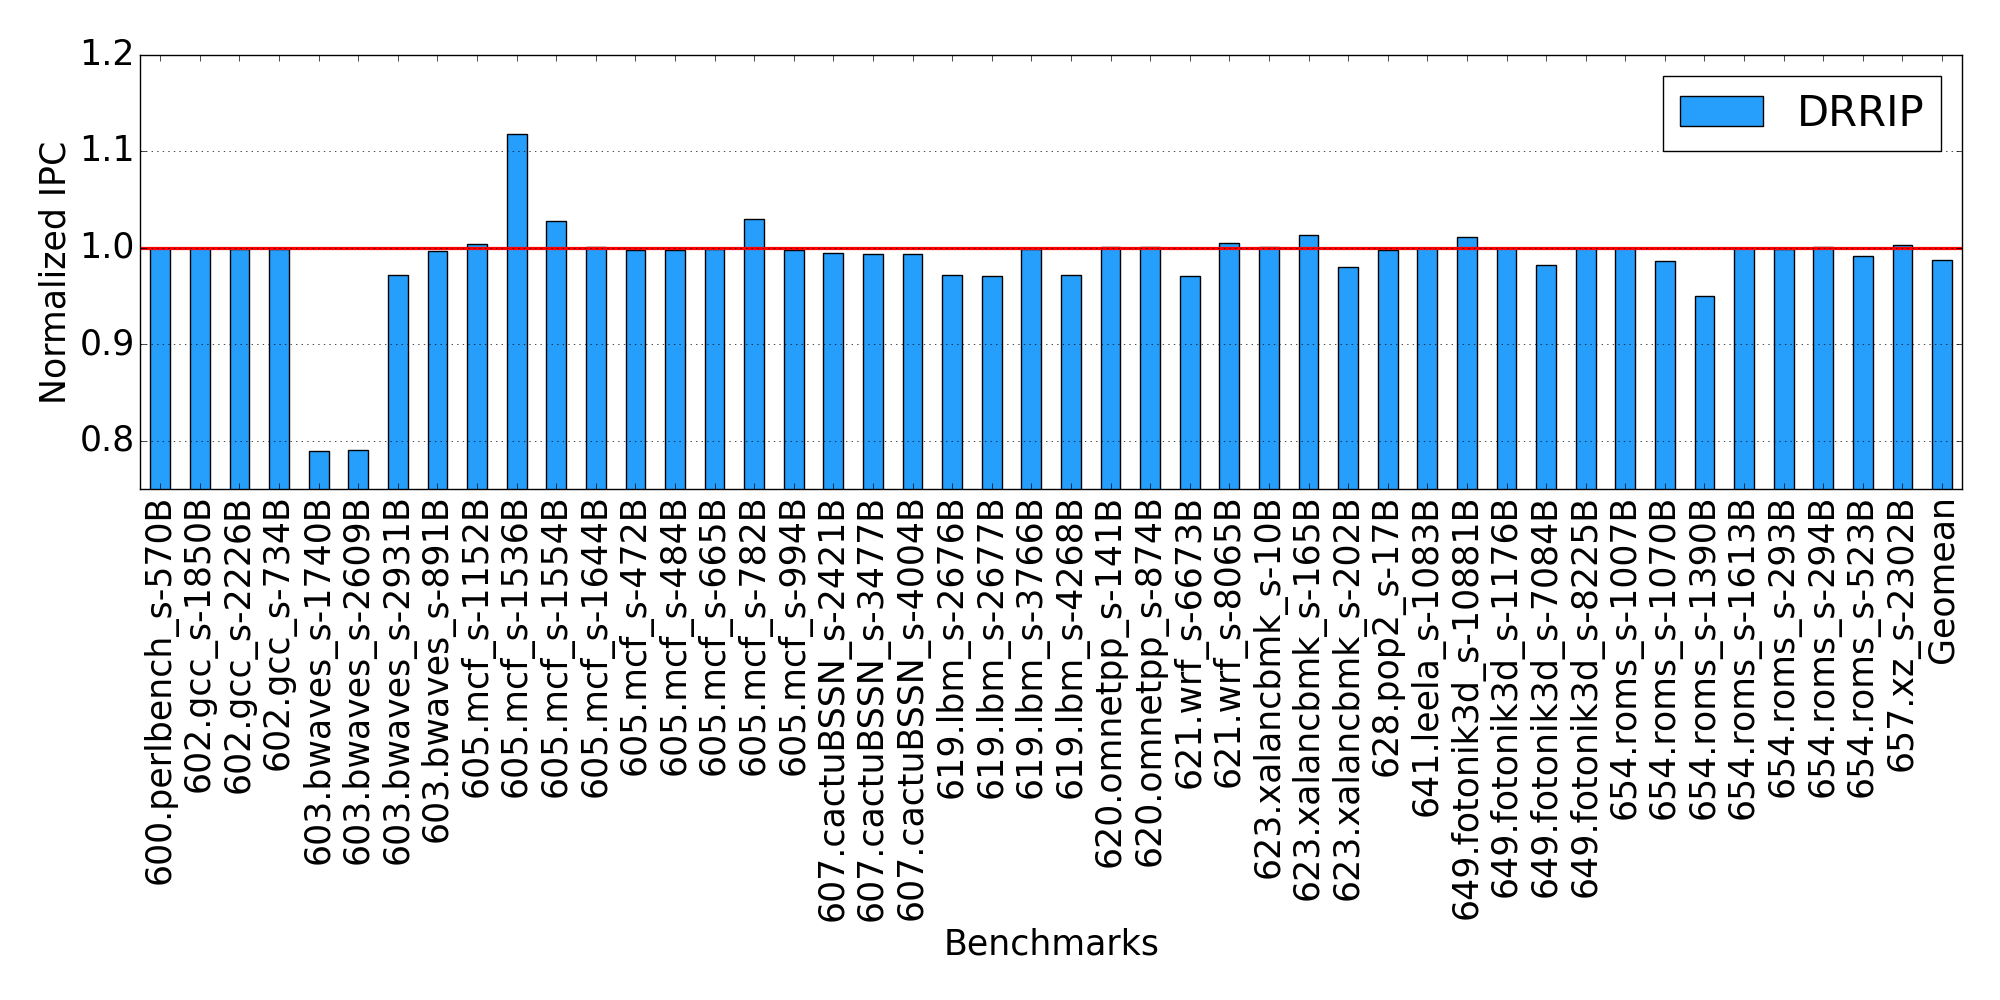 1.2
1.1
1.0
0.9
0.8
Normalized IPC
DRRIP
600.perlbench_s-570B
602.gcc_s-1850B
602.gcc_s-2226B
602.gcc_s-734B
603.bwaves_s-1740B
603.bwaves_s-2609B
603.bwaves_s-2931B
603.bwaves_s-891B
605.mcf_s-1152B
605.mcf_s-1536B
605.mcf_s-1554B
605.mcf_s-1644B
605.mcf_s-472B
605.mcf_s-484B
605.mcf_s-665B
605.mcf_s-782B
605.mcf_s-994B
607.cactuBSSN_s-2421B
607.cactuBSSN_s-3477B
607.cactuBSSN_s-4004B
619.lbm_s-2676B
619.lbm_s-2677B
619.lbm_s-3766B
619.lbm_s-4268B
620.omnetpp_s-141B
620.omnetpp_s-874B
621.wrf_s-6673B
621.wrf_s-8065B
623.xalancbmk_s-10B
623.xalancbmk_s-165B
623.xalancbmk_s-202B
628.pop2_s-17B
641.leela_s-1083B
649.fotonik3d_s-10881B
649.fotonik3d_s-1176B
649.fotonik3d_s-7084B
649.fotonik3d_s-8225B
654.roms_s-1007B
654.roms_s-1070B
654.roms_s-1390B
654.roms_s-1613B
654.roms_s-293B
654.roms_s-294B
654.roms_s-523B
657.xz_s-2302B
Geomean
Benchmarks